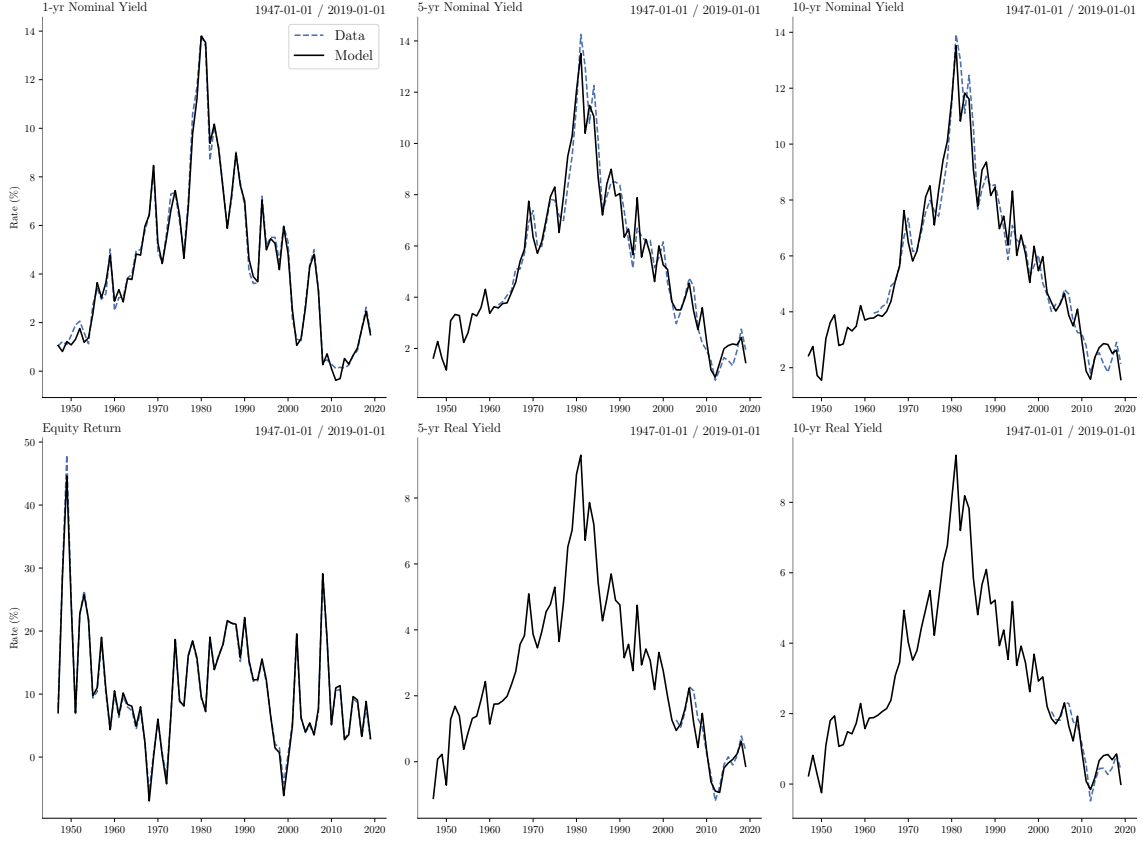 1-yr Nominal Yield 1947-01-01 / 2019-01-01
Data
Model
Rate (%)
14
12
10
8
6
4
2
0
1950 1960 1970 1980 1990 2000 2010 2020
5-yr Nominal Yield 1947-01-01 / 2019-01-01
14
12
10
8
6
4
2
1950 1960 1970 1980 1990 2000 2010 2020
10-yr Nominal Yield 1947-01-01 / 2019-01-01
14
12
10
8
6
4
2
1950 1960 1970 1980 1990 2000 2010 2020
Equity Return 1947-01-01 / 2019-01-01
Rate (%)
50
40
30
20
10
0
1950 1960 1970 1980 1990 2000 2010 2020
5-yr Real Yield 1947-01-01 / 2019-01-01
8
6
4
2
0
1950 1960 1970 1980 1990 2000 2010 2020
10-yr Real Yield 1947-01-01 / 2019-01-01
8
6
4
2
0
1950 1960 1970 1980 1990 2000 2010 2020